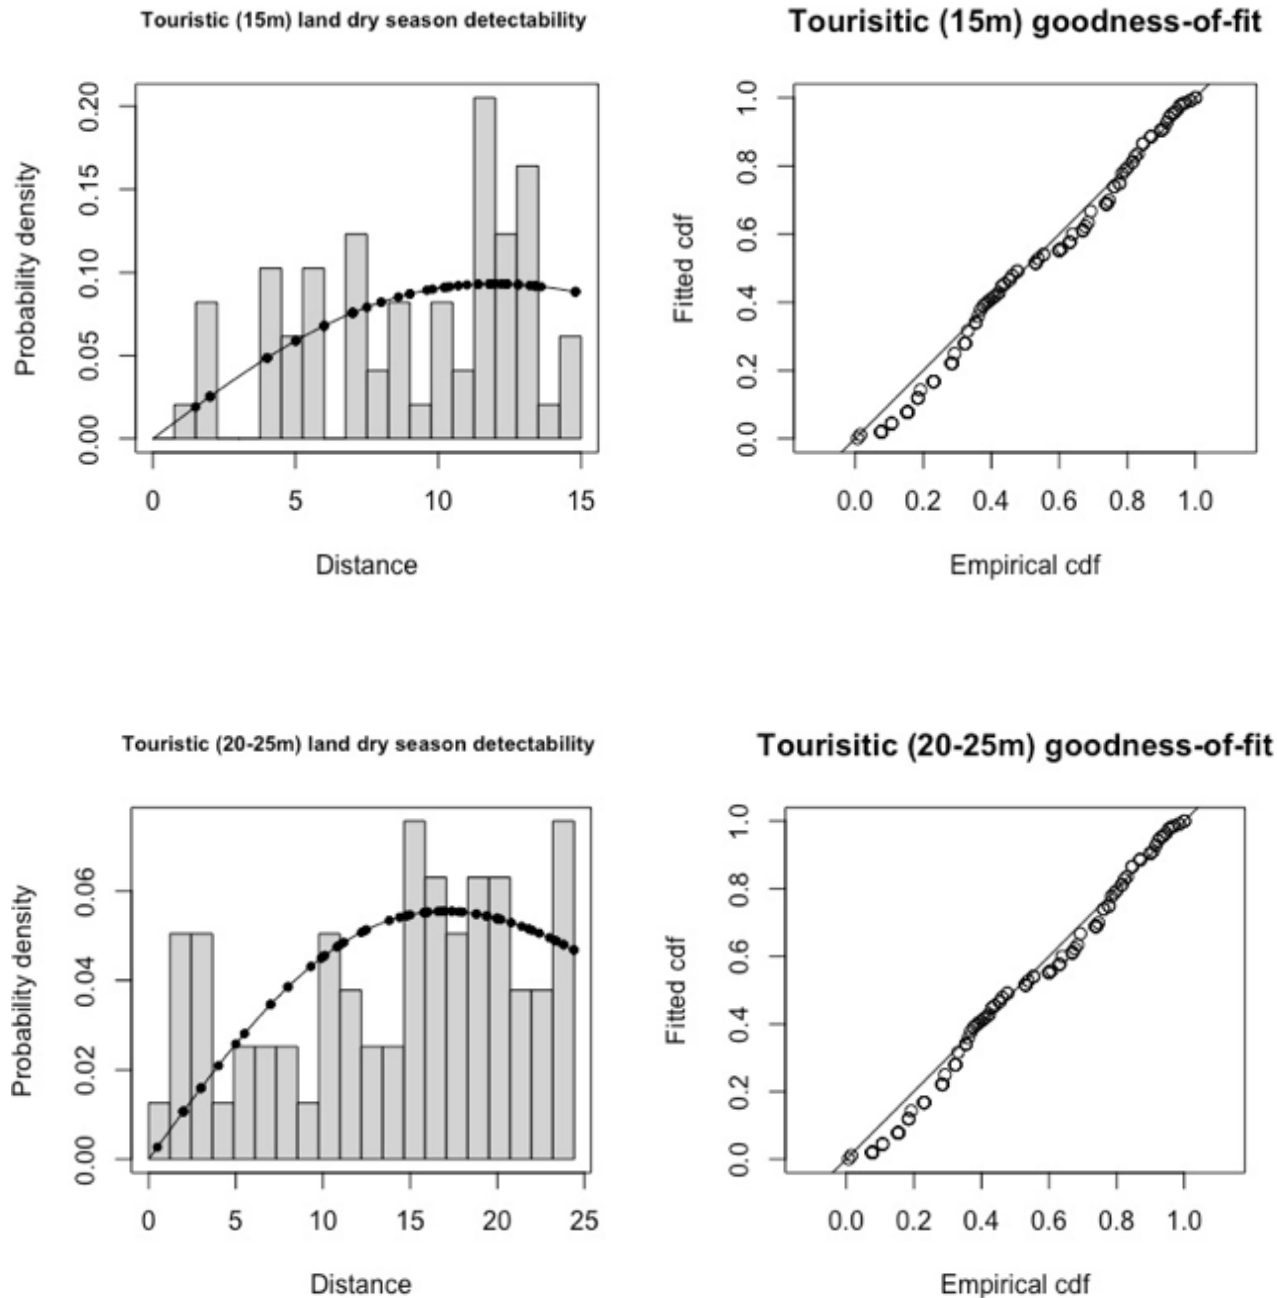 Touristic (15m) land dry season detectability
Probability density
0.00 0.05 0.10 0.15 0.20
0 5 10 15
Distance
Tourisitic (15m) goodness-of-fit
Fitted cdf
0.0 0.2 0.4 0.6 0.8 1.0
0.0 0.2 0.4 0.6 0.8 1.0
Empirical cdf
Touristic (20-25m) land dry season detectability
Probability density
0.00 0.02 0.04 0.06
0 5 10 15 20 25
Distance
Tourisitic (20-25m) goodness-of-fit
Fitted cdf
0.0 0.2 0.4 0.6 0.8 1.0
0.0 0.2 0.4 0.6 0.8 1.0
Empirical cdf